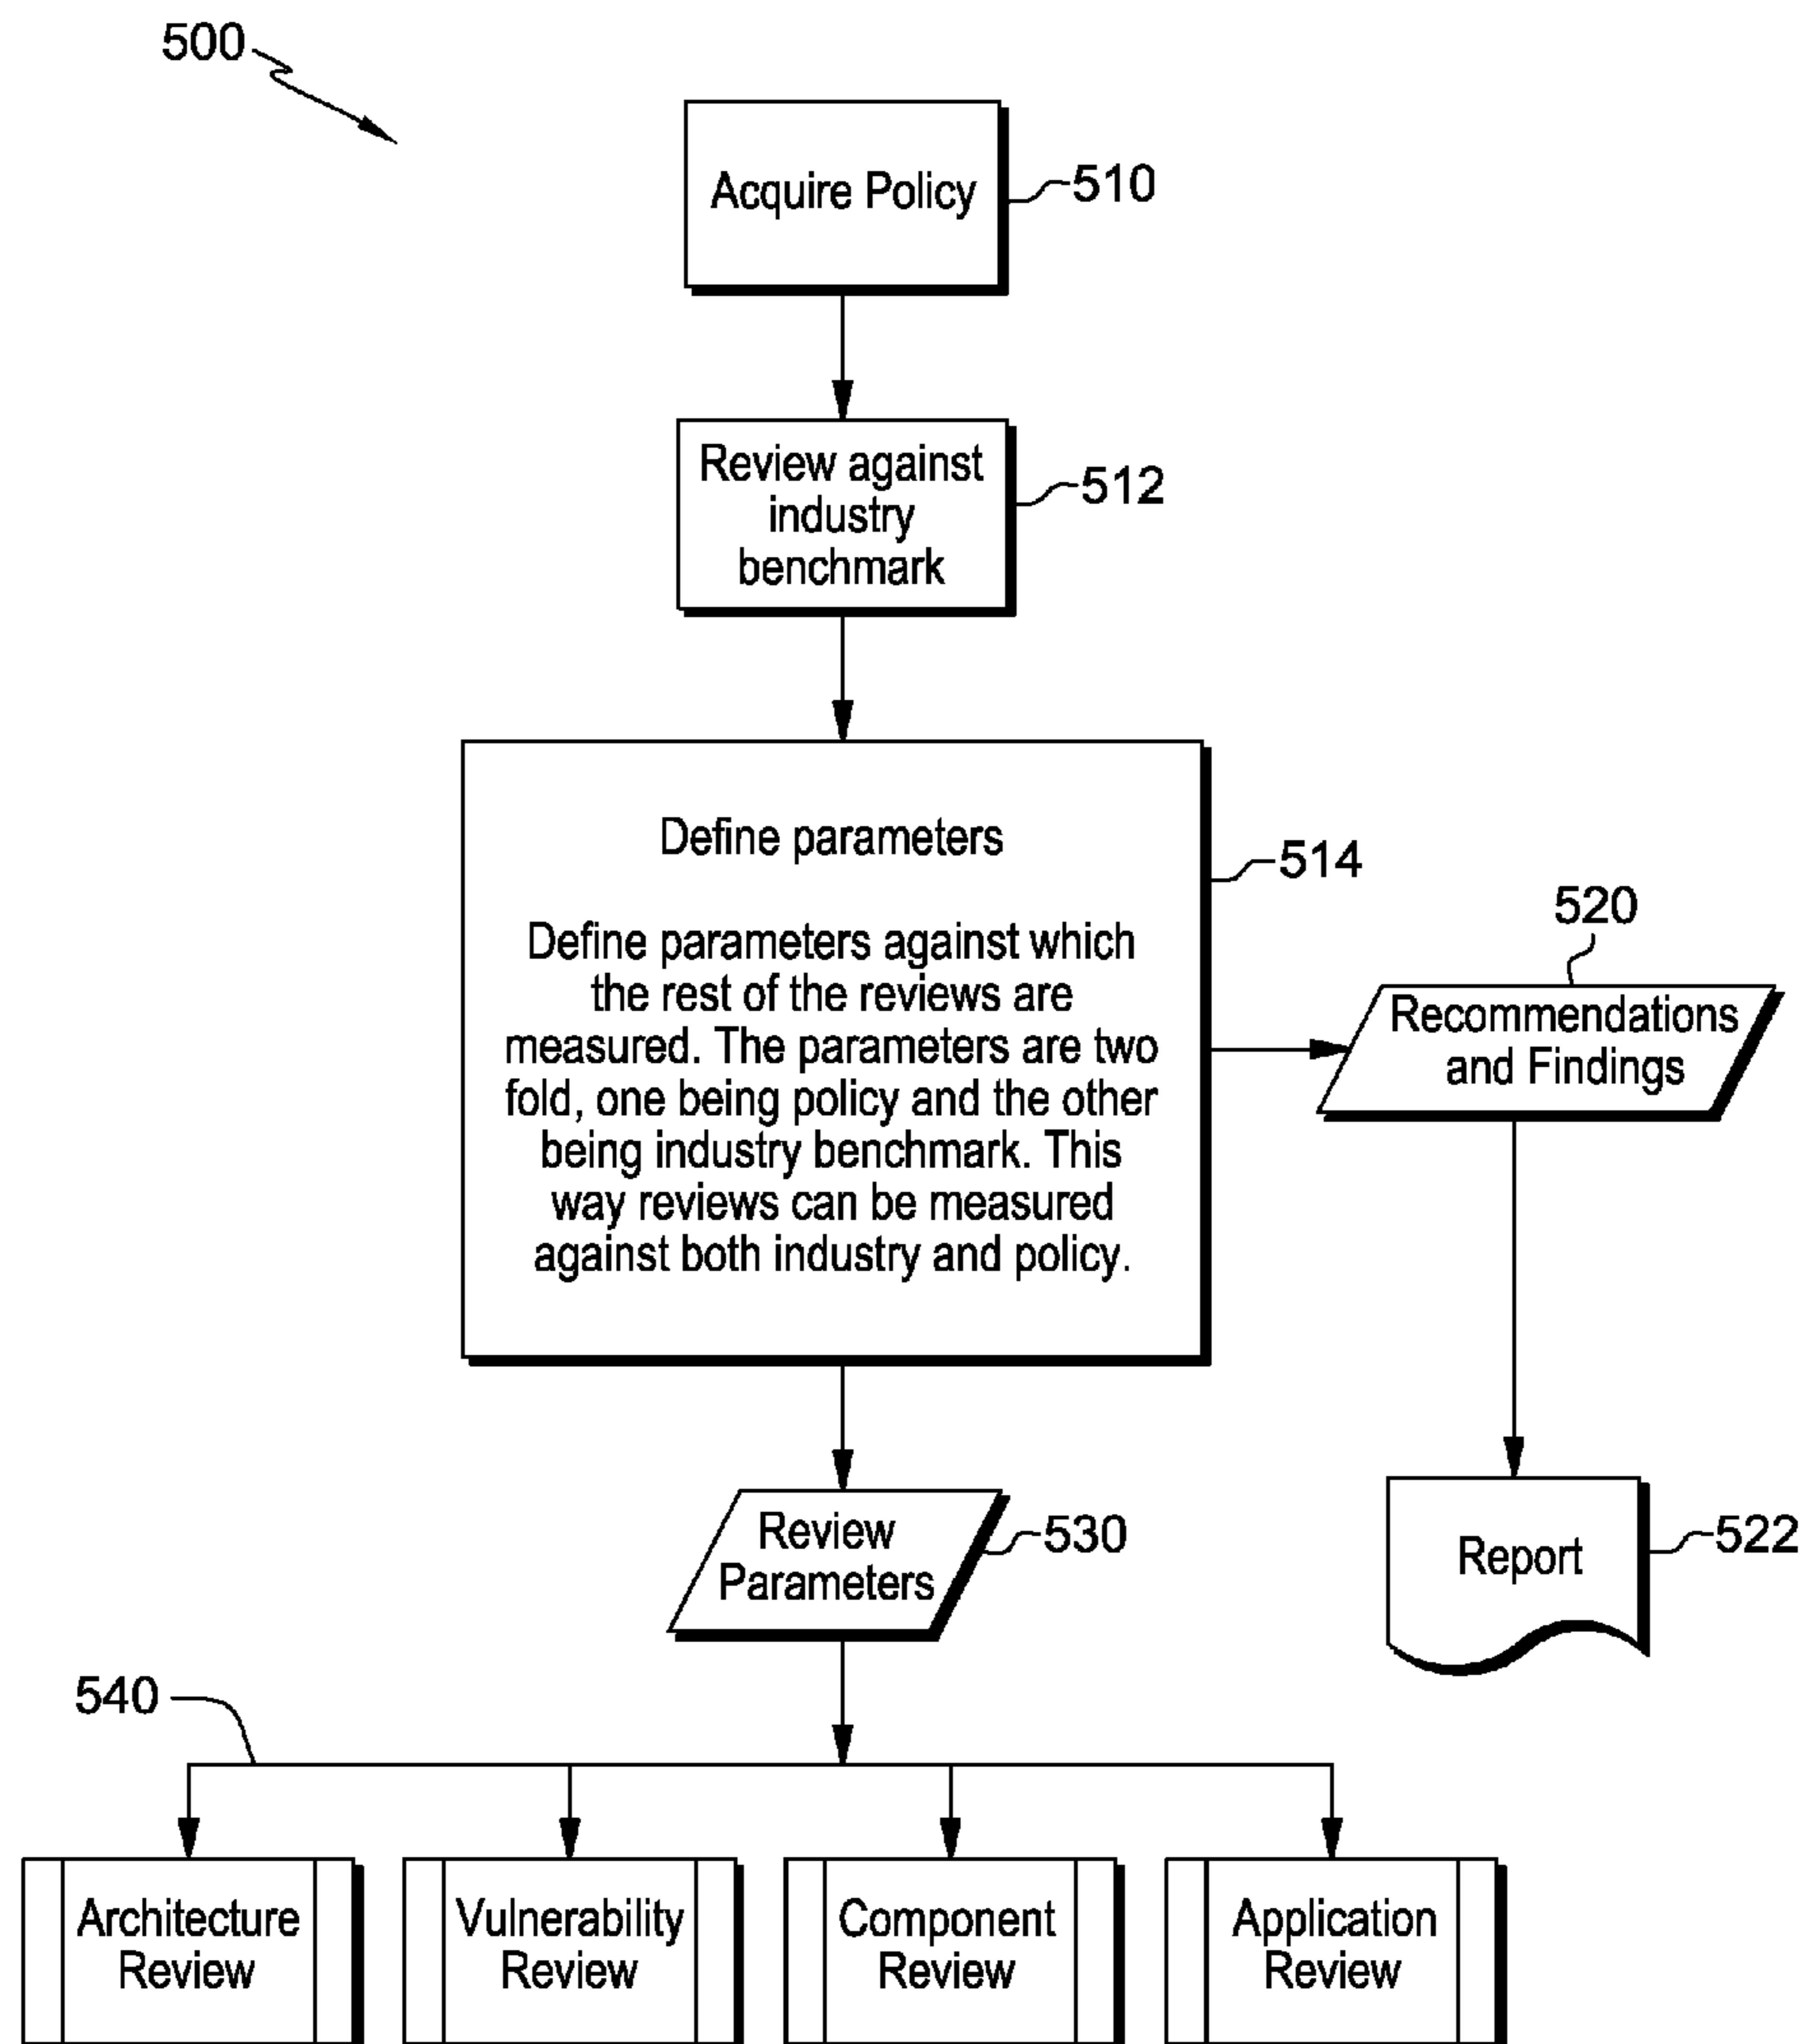 500
Acquire Policy
510
Review against
industry
benchmark
512
Define parameters
Define parameters against which
the rest of the reviews are
measured. The parameters are two
fold, one being policy and the other
being industry benchmark. This
way reviews can be measured
against both industry and policy.
514
520
Recommendations
and Findings
Review
Parameters
530
Report
522
540
Architecture
Review
Vulnerability
Review
Component
Review
Application
Review